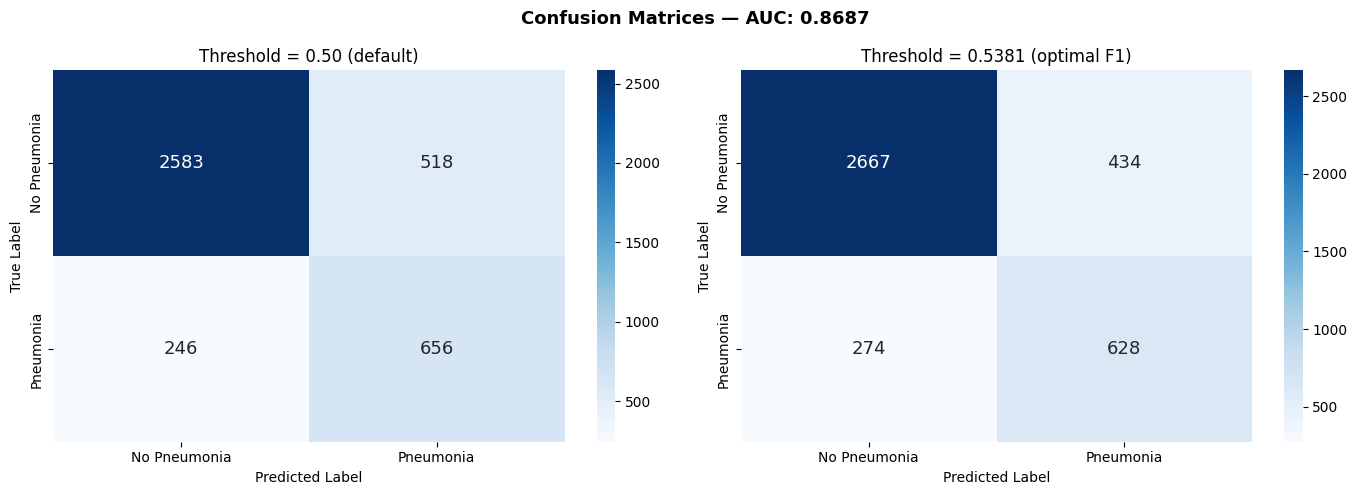 Confusion Matrices — AUC: 0.8687
Threshold = 0.50 (default)
True Label
No Pneumonia
Pneumonia
2583
518
246
656
No Pneumonia
Pneumonia
Predicted Label
2500
2000
1500
1000
500
Threshold = 0.5381 (optimal F1)
True Label
No Pneumonia
Pneumonia
2667
434
274
628
No Pneumonia
Pneumonia
Predicted Label
2500
2000
1500
1000
500